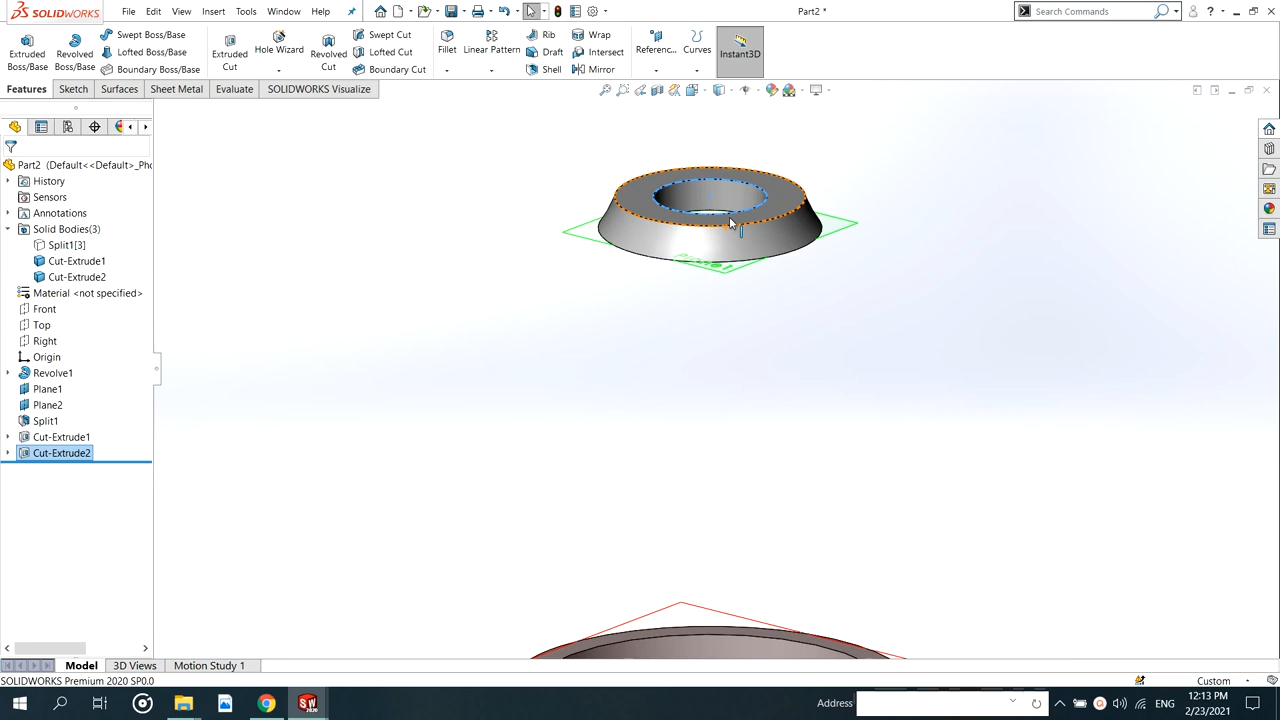 SOLIDWORKS File Edit View Insert Tools Window Help Part2 * Search Commands
Extruded Boss/Base Revolved Boss/Base Swept Boss/Base Lofted Boss/Base Boundary Boss/Base Extruded Cut Hole Wizard Revolved Cut Swept Cut Lofted Cut Boundary Cut Fillet Linear Pattern Rib Draft Shell Wrap Intersect Mirror Referenc... Curves Instant3D
Features Sketch Surfaces Sheet Metal Evaluate SOLIDWORKS Visualize
Part2 (Default<<Default>_Phc
History
Sensors
Annotations
Solid Bodies(3)
Split1[3]
Cut-Extrude1
Cut-Extrude2
Material <not specified>
Front
Top
Right
Origin
Revolve1
Plane1
Plane2
Split1
Cut-Extrude1
Cut-Extrude2
Model 3D Views Motion Study 1
SOLIDWORKS Premium 2020 SP0.0 Custom
Address ENG 12:13 PM
2/23/2021